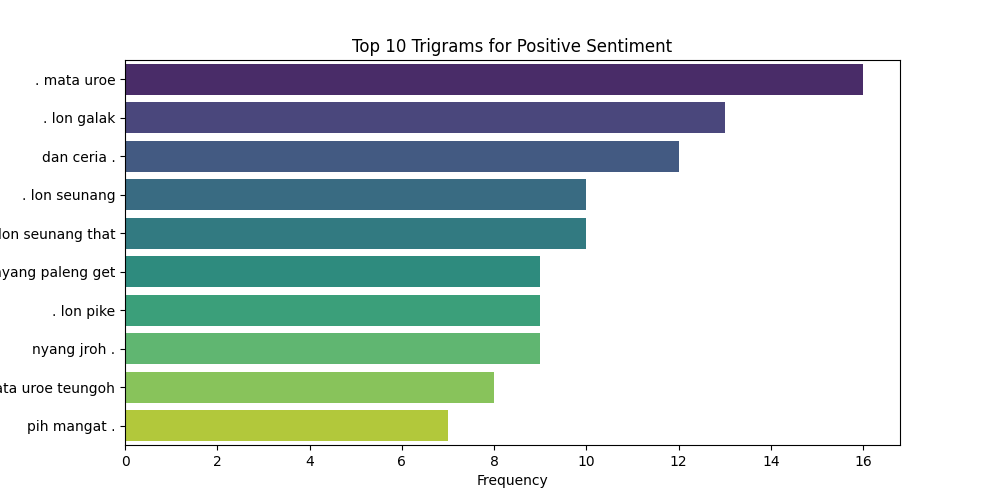 Top 10 Trigrams for Positive Sentiment
. mata uroe
. lon galak
dan ceria .
. lon seunang
lon seunang that
nyang paleng get
. lon pike
nyang jroh .
ata uroe teungoh
pih mangat .
0 2 4 6 8 10 12 14 16
Frequency